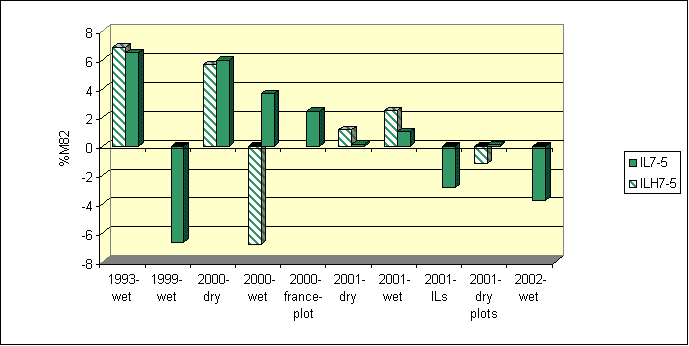 8
6
4
2
0
-2
-4
-6
-8
%M82
1993-
wet
1999-
wet
2000-
dry
2000-
wet
2000-
france-
plot
2001-
dry
2001-
wet
2001-
ILs
2001-
dry
plots
2002-
wet
IL7-5
ILH7-5